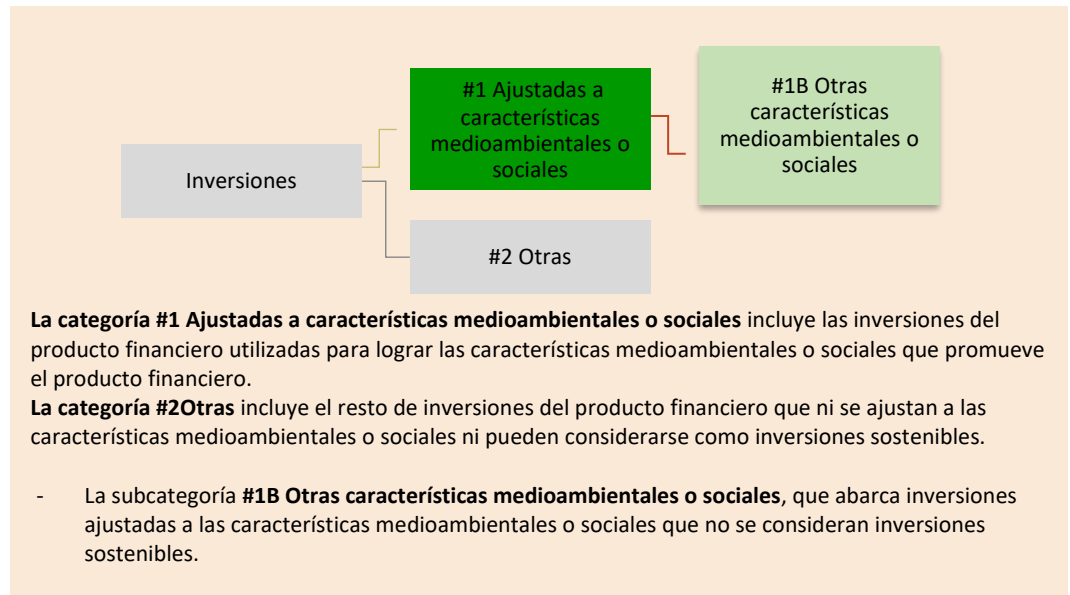 #1 Ajustadas a
características
medioambientales o
sociales
#1B Otras
características
medioambientales o
sociales
Inversiones
#2 Otras
La categoría #1 Ajustadas a características medioambientales o sociales incluye las inversiones del
producto financiero utilizadas para lograr las características medioambientales o sociales que promueve
el producto financiero.
La categoría #2Otras incluye el resto de inversiones del producto financiero que ni se ajustan a las
características medioambientales o sociales ni pueden considerarse como inversiones sostenibles.
- La subcategoría #1B Otras características medioambientales o sociales, que abarca inversiones
ajustadas a las características medioambientales o sociales que no se consideran inversiones
sostenibles.